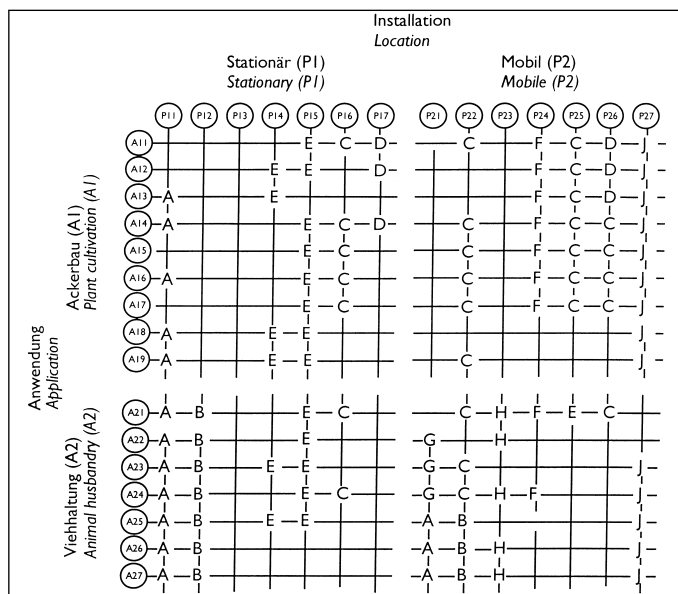 Installation
Location
Stationär (P1)
Stationary (P1)
Mobil (P2)
Mobile (P2)
P11 P12 P13 P14 P15 P16 P17 P21 P22 P23 P24 P25 P26 P27
Anwendung
Application
Ackerbau (A1)
Plant cultivation (A1)
A11 E C D C F C D J
A12 E E D F C D J
A13 A E F C D J
A14 A E C D C F C C J
A15 E C C F C C J
A16 A E C C F C C J
A17 E C C F C C J
A18 A E E J
A19 A E E C J
Viehhaltung (A2)
Animal husbandry (A2)
A21 A B E C C H F E C
A22 A B E G H
A23 A B E E G C J
A24 A B E C G C H F J
A25 A B E E A B J
A26 A B A B H J
A27 A B A B H J